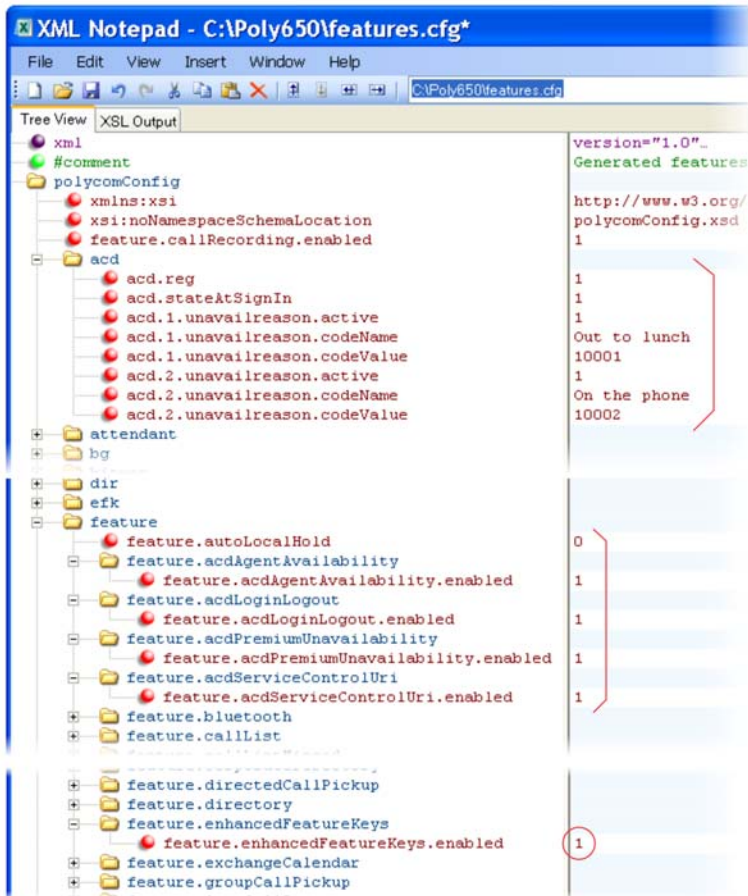 XML Notepad - C:\Poly650\features.cfg*
File Edit View Insert Window Help
C:\Poly650\features.cfg
Tree View XSL Output
xml version="1.0"
#comment Generated features
polycomConfig
xmlns:xsi http://www.w3.org/
xsi:noNamespaceSchemaLocation polycomConfig.xsd
feature.callRecording.enabled 1
acd
acd.reg 1
acd.stateAtSignIn 1
acd.1.unavailreason.active 1
acd.1.unavailreason.codeName Out to lunch
acd.1.unavailreason.codeValue 10001
acd.2.unavailreason.active 1
acd.2.unavailreason.codeName On the phone
acd.2.unavailreason.codeValue 10002
attendant
bg
dir
efk
feature
feature.autoLocalHold 0
feature.acdAgentAvailability
feature.acdAgentAvailability.enabled 1
feature.acdLoginLogout
feature.acdLoginLogout.enabled 1
feature.acdPremiumUnavailability
feature.acdPremiumUnavailability.enabled 1
feature.acdServiceControlUri
feature.acdServiceControlUri.enabled 1
feature.bluetooth
feature.callList
feature.directedCallPickup
feature.directory
feature.enhancedFeatureKeys
feature.enhancedFeatureKeys.enabled 1
feature.exchangeCalendar
feature.groupCallPickup